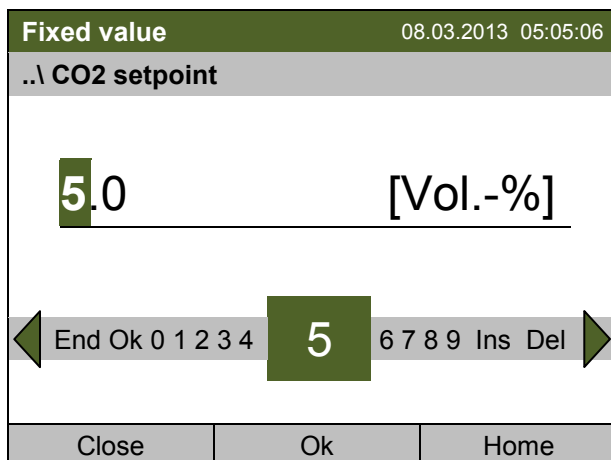 Fixed value 08.03.2013 05:05:06
..\ CO2 setpoint
5.0 [Vol.-%]
End Ok 0 1 2 3 4 5 6 7 8 9 Ins Del
Close Ok Home